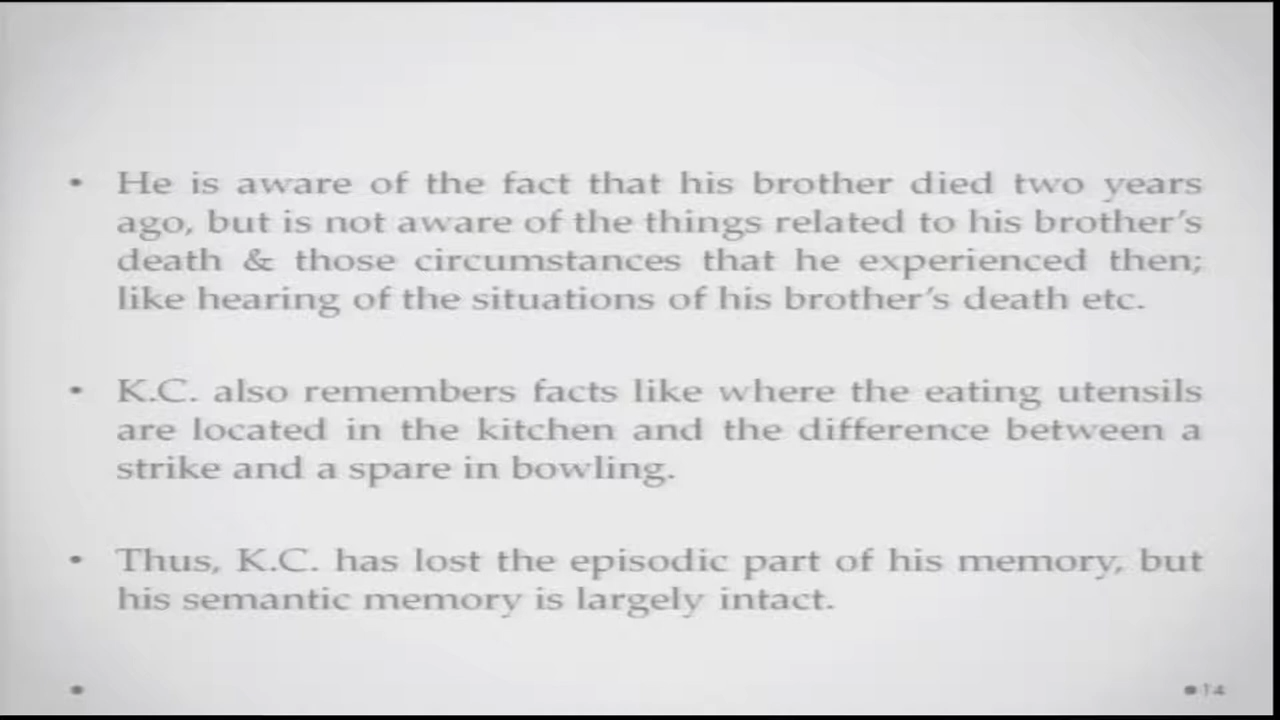 • He is aware of the fact that his brother died two years
ago, but is not aware of the things related to his brother's
death & those circumstances that he experienced then;
like hearing of the situations of his brother's death etc.
• K.C. also remembers facts like where the eating utensils
are located in the kitchen and the difference between a
strike and a spare in bowling.
• Thus, K.C. has lost the episodic part of his memory, but
his semantic memory is largely intact.
•
•14